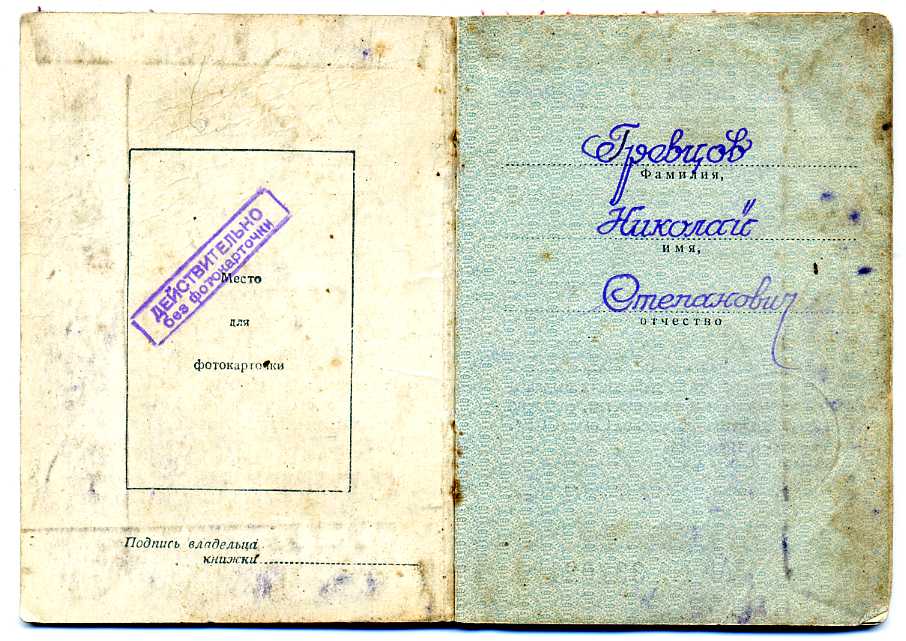 ДЕЙСТВИТЕЛЬНО
без фотокарточки
Место
для
фотокарточки
Подпись владельца
книжки
Гревцов
Фамилия,
Николай
имя,
Степанович
отчество